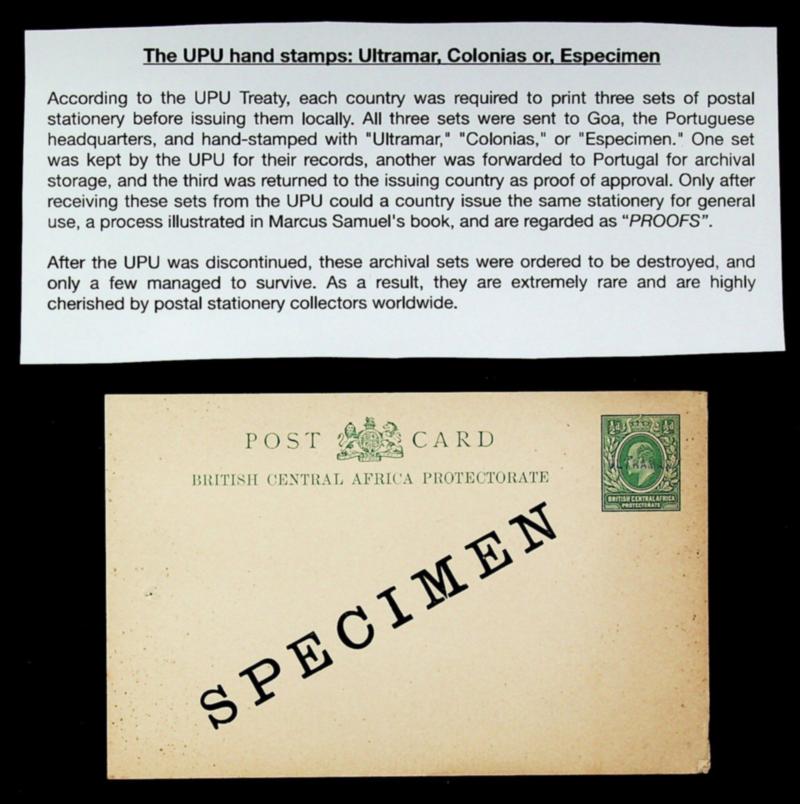 The UPU hand stamps: Ultramar, Colonias or, Especimen
According to the UPU Treaty, each country was required to print three sets of postal
stationery before issuing them locally. All three sets were sent to Goa, the Portuguese
headquarters, and hand-stamped with "Ultramar," "Colonias," or "Especimen." One set
was kept by the UPU for their records, another was forwarded to Portugal for archival
storage, and the third was returned to the issuing country as proof of approval. Only after
receiving these sets from the UPU could a country issue the same stationery for general
use, a process illustrated in Marcus Samuel's book, and are regarded as “PROOFS”.
After the UPU was discontinued, these archival sets were ordered to be destroyed, and
only a few managed to survive. As a result, they are extremely rare and are highly
cherished by postal stationery collectors worldwide.
POST CARD
BRITISH CENTRAL AFRICA PROTECTORATE
½d ½d
ULTRAMAR
BRITISH CENTRAL AFRICA
PROTECTORATE
SPECIMEN